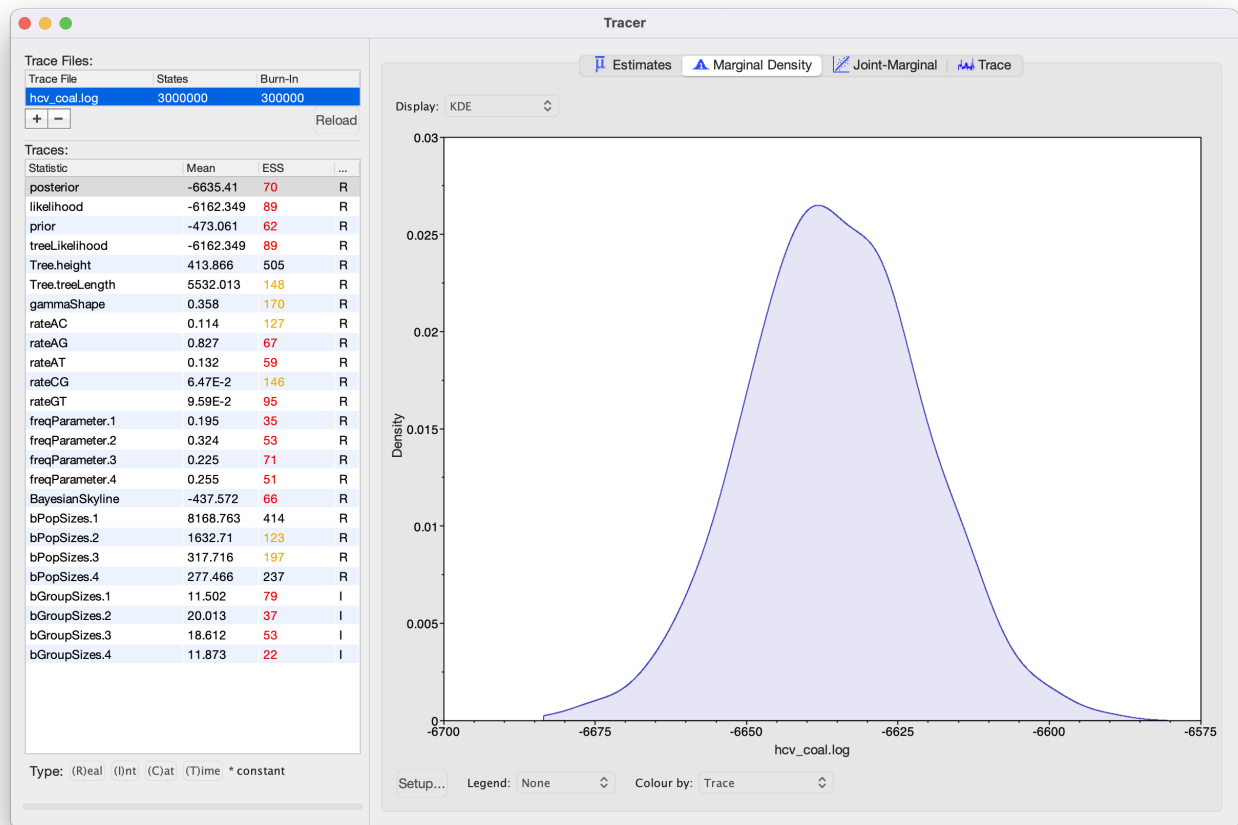 Tracer
Trace Files:
Trace File States Burn-In
hcv_coal.log 3000000 300000
+ −
Reload
Traces:
Statistic Mean ESS ...
posterior -6635.41 70 R
likelihood -6162.349 89 R
prior -473.061 62 R
treeLikelihood -6162.349 89 R
Tree.height 413.866 505 R
Tree.treeLength 5532.013 148 R
gammaShape 0.358 170 R
rateAC 0.114 127 R
rateAG 0.827 67 R
rateAT 0.132 59 R
rateCG 6.47E-2 146 R
rateGT 9.59E-2 95 R
freqParameter.1 0.195 35 R
freqParameter.2 0.324 53 R
freqParameter.3 0.225 71 R
freqParameter.4 0.255 51 R
BayesianSkyline -437.572 66 R
bPopSizes.1 8168.763 414 R
bPopSizes.2 1632.71 123 R
bPopSizes.3 317.716 197 R
bPopSizes.4 277.466 237 R
bGroupSizes.1 11.502 79 I
bGroupSizes.2 20.013 37 I
bGroupSizes.3 18.612 53 I
bGroupSizes.4 11.873 22 I
Type: (R)eal (I)nt (C)at (T)ime * constant
Estimates Marginal Density Joint-Marginal Trace
Display: KDE
0.03
0.025
0.02
0.015
0.01
0.005
0
Density
-6700 -6675 -6650 -6625 -6600 -6575
hcv_coal.log
Setup... Legend: None Colour by: Trace